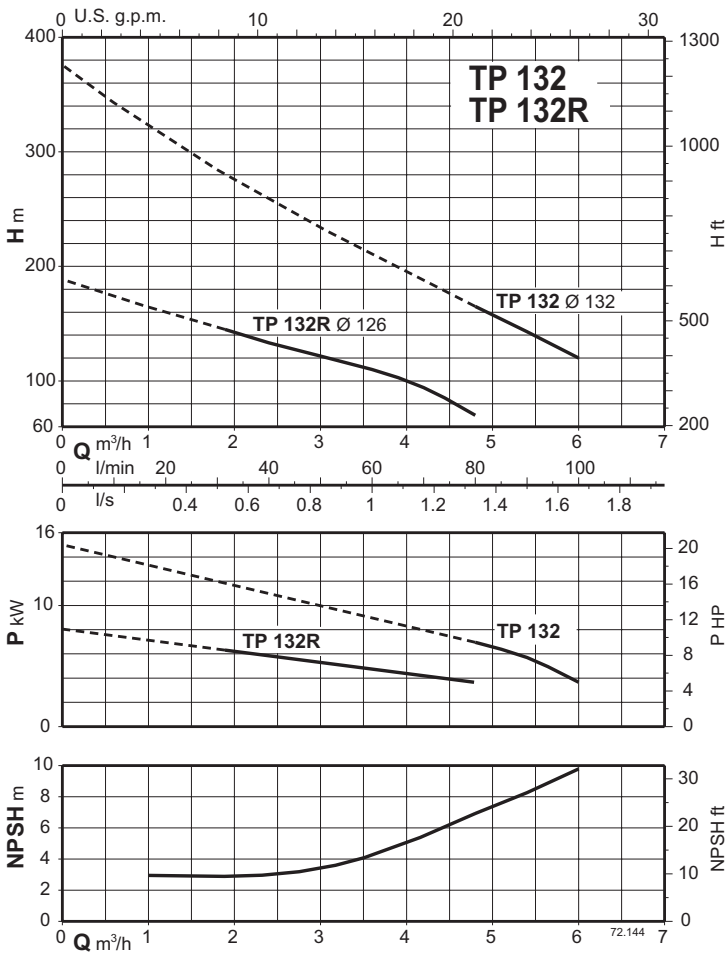 0 U.S. g.p.m. 10 20 30
400 300 200 100 60
H m
1300 1000 500 200
H ft
TP 132
TP 132R
TP 132 Ø 132
TP 132R Ø 126
0 1 2 3 4 5 6 7
Q m³/h
0 l/min 20 40 60 80 100
0 l/s 0.4 0.6 0.8 1 1.2 1.4 1.6 1.8
16 10 0
P kW
20 16 12 8 4 0
P HP
TP 132R
TP 132
10 8 6 4 2 0
NPSH m
30 20 10 0
NPSH ft
0 1 2 3 4 5 6 7
Q m³/h
72.144